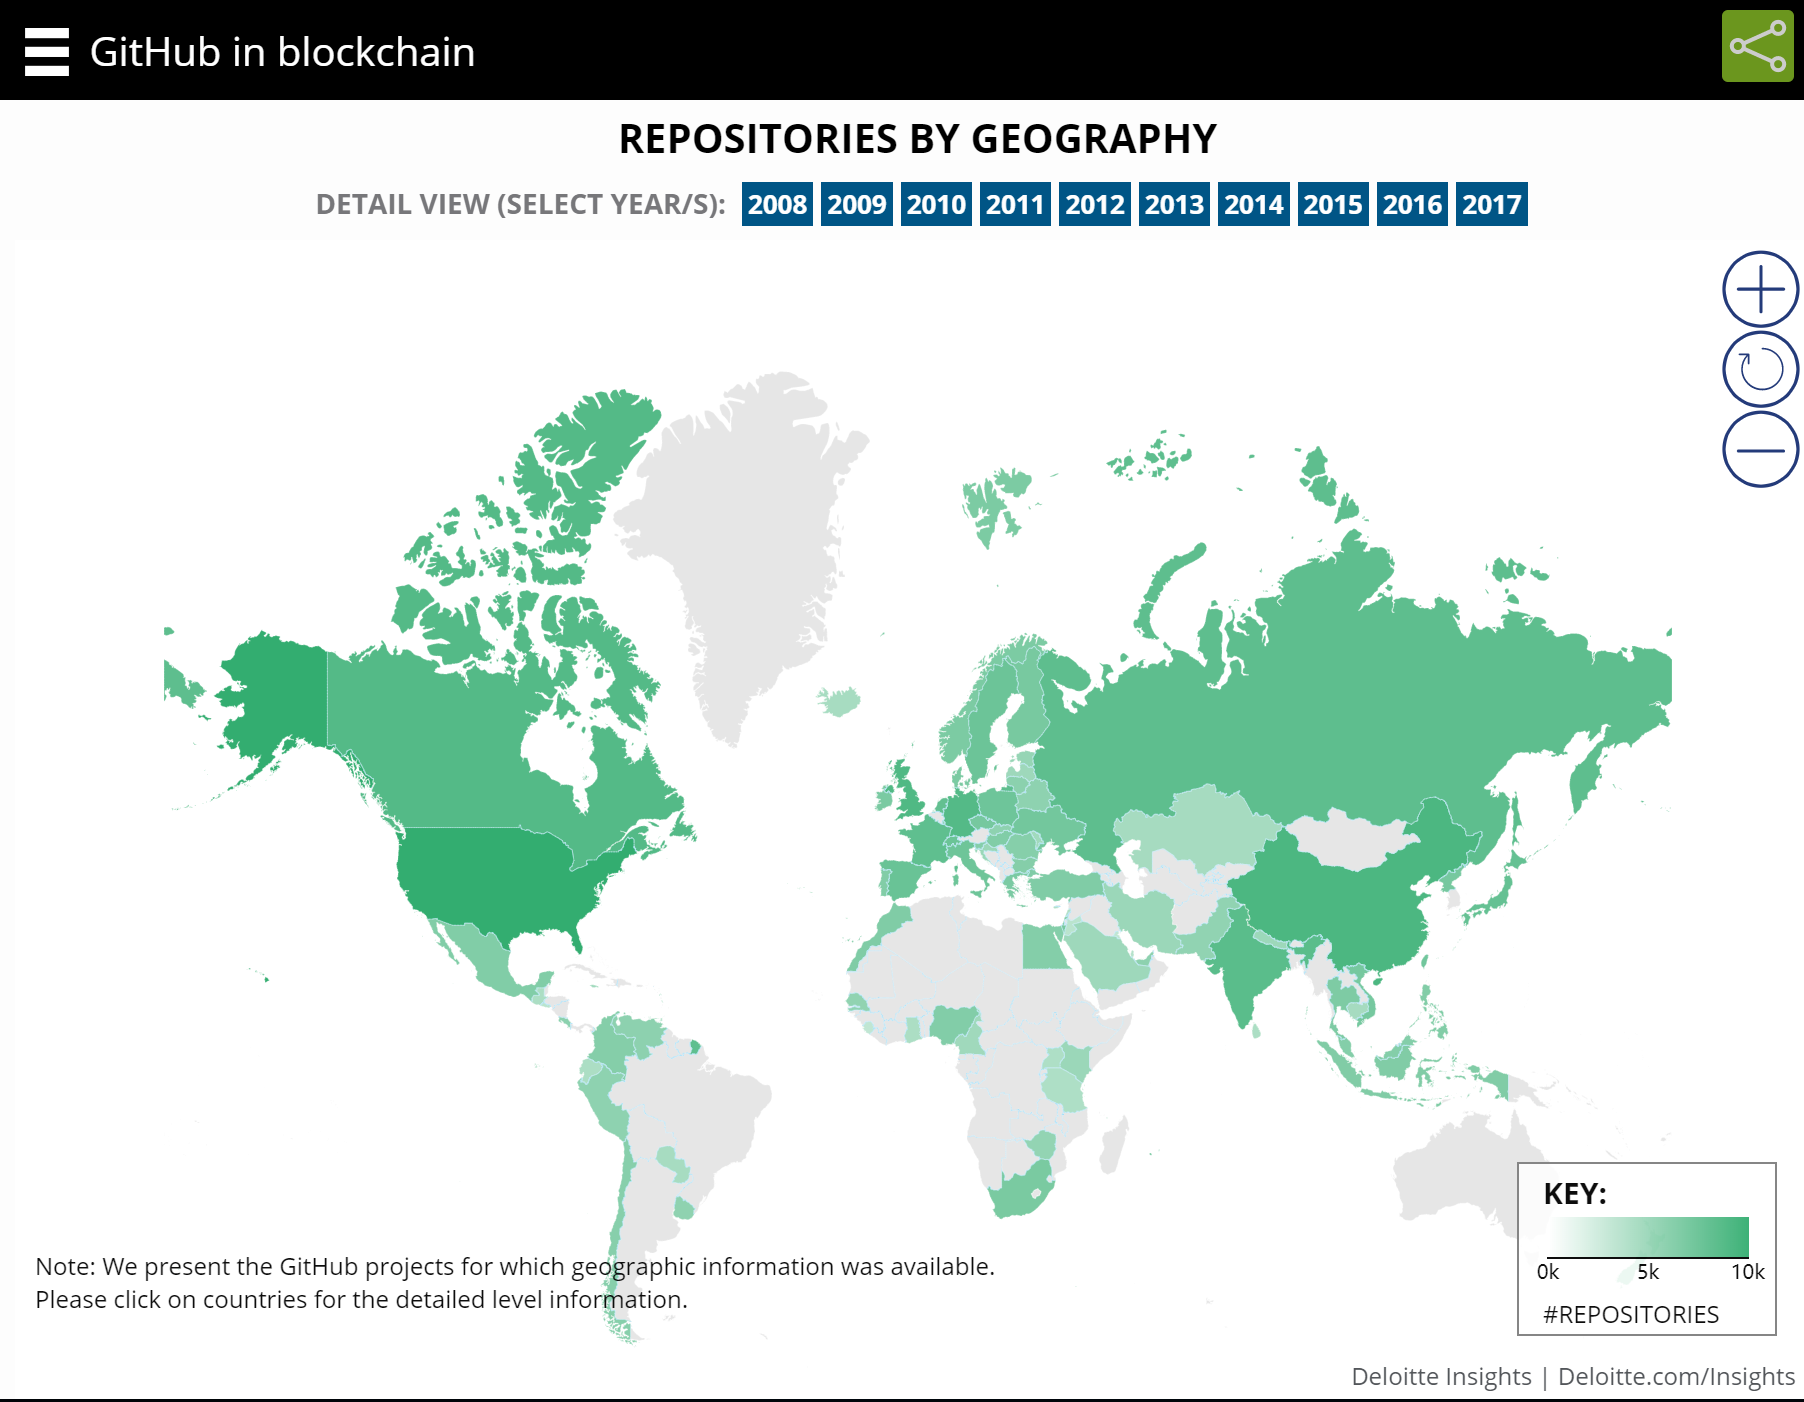 GitHub in blockchain
REPOSITORIES BY GEOGRAPHY
DETAIL VIEW (SELECT YEAR/S): 2008 2009 2010 2011 2012 2013 2014 2015 2016 2017
Note: We present the GitHub projects for which geographic information was available.
Please click on countries for the detailed level information.
KEY:
0k 5k 10k
#REPOSITORIES
Deloitte Insights | Deloitte.com/Insights